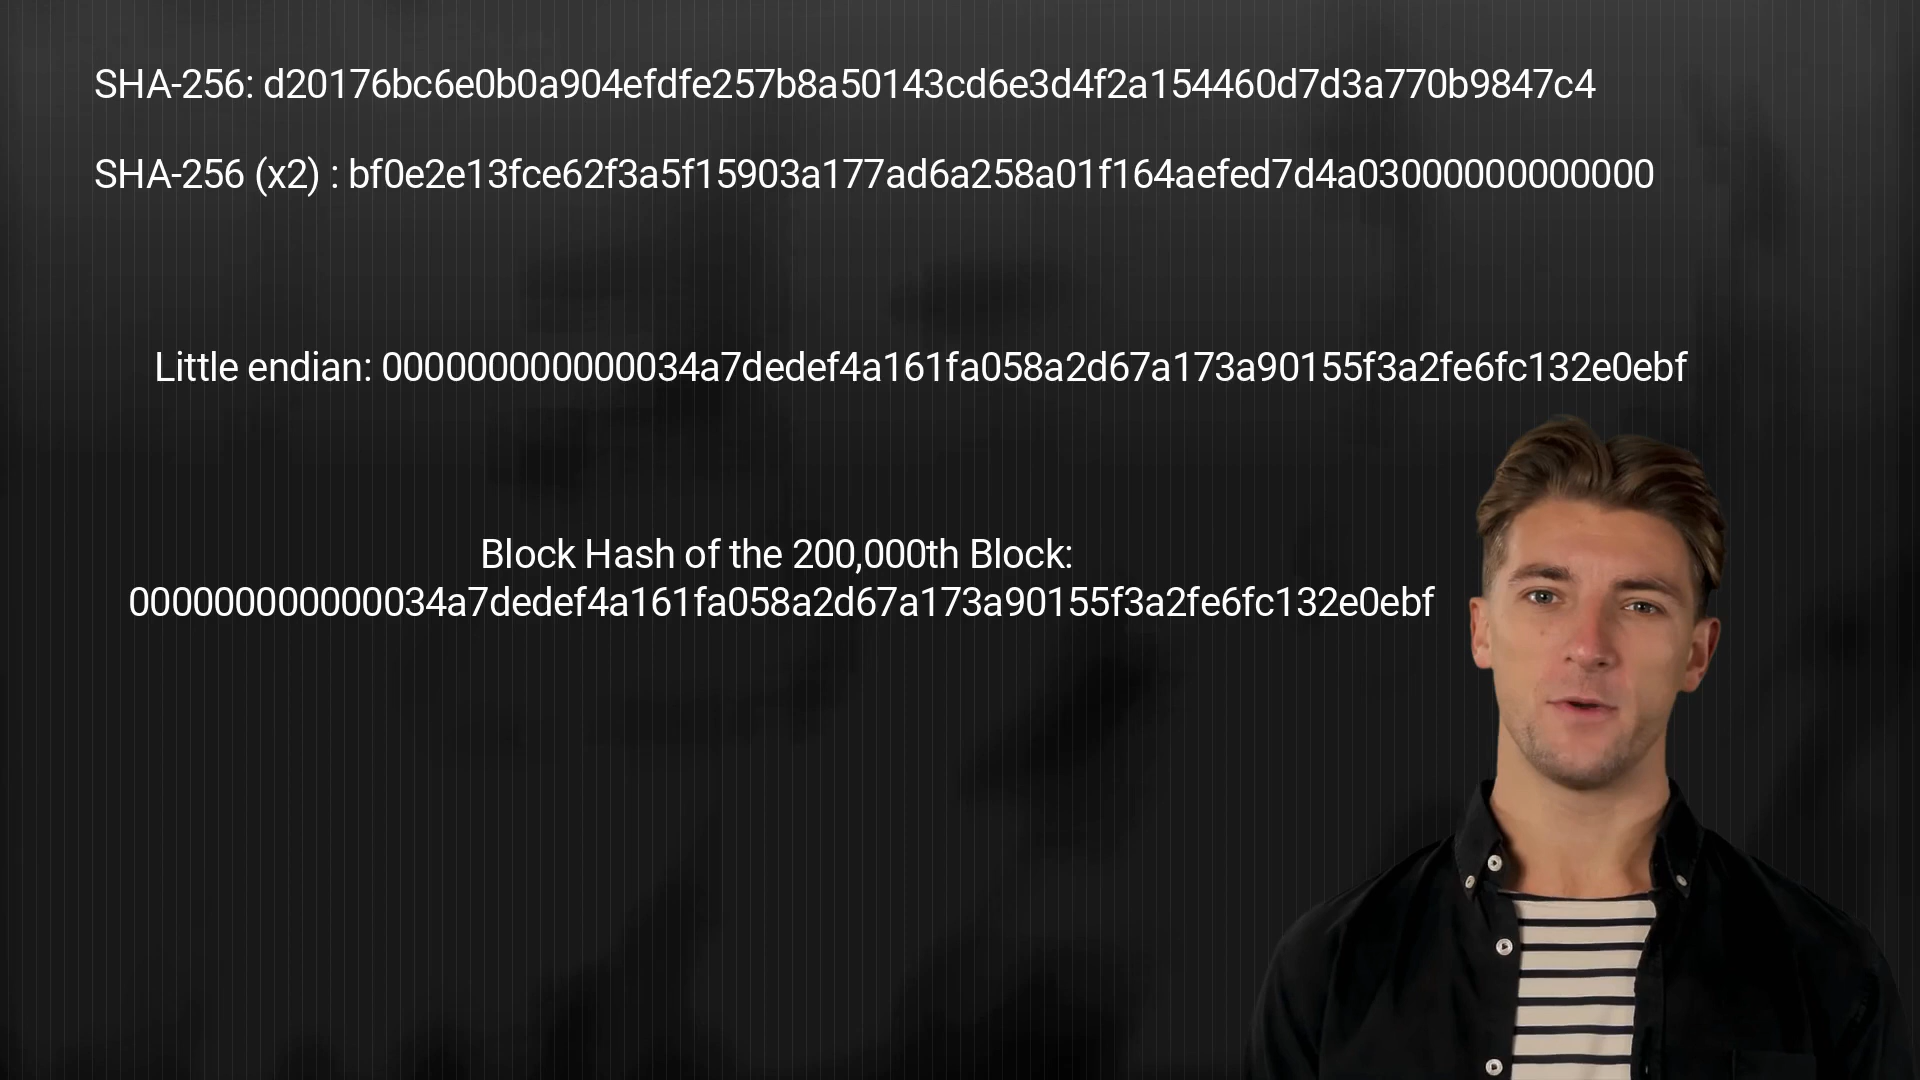 SHA-256: d20176bc6e0b0a904efdfe257b8a50143cd6e3d4f2a154460d7d3a770b9847c4
SHA-256 (x2) : bf0e2e13fce62f3a5f15903a177ad6a258a01f164aefed7d4a03000000000000
Little endian: 000000000000034a7dedef4a161fa058a2d67a173a90155f3a2fe6fc132e0ebf
Block Hash of the 200,000th Block:
000000000000034a7dedef4a161fa058a2d67a173a90155f3a2fe6fc132e0ebf